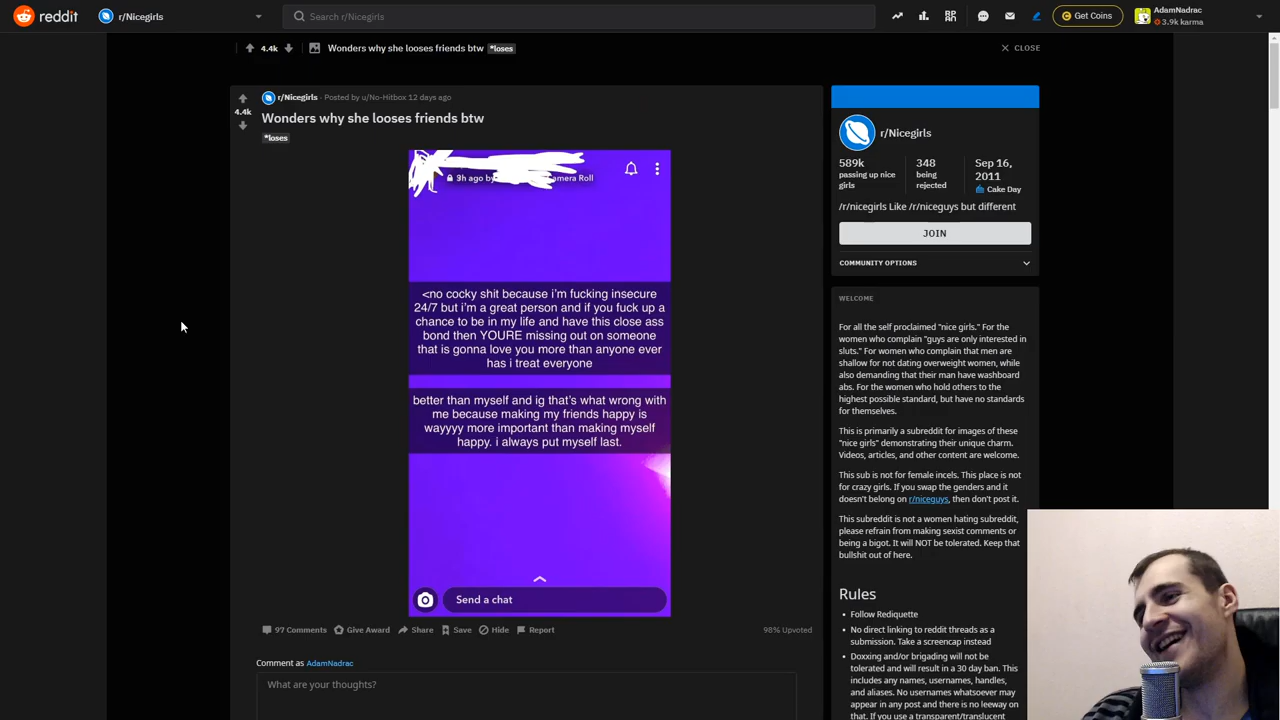 reddit
r/Nicegirls
Search r/Nicegirls
Get Coins
AdamNadrac
3.9k karma
4.4k
Wonders why she looses friends btw
*loses
CLOSE
r/Nicegirls · Posted by u/No-Hitbox 12 days ago
4.4k
Wonders why she looses friends btw
*loses
3h ago by
amera Roll
<no cocky shit because i'm fucking insecure
24/7 but i'm a great person and if you fuck up a
chance to be in my life and have this close ass
bond then YOURE missing out on someone
that is gonna love you more than anyone ever
has i treat everyone
better than myself and ig that's what wrong with
me because making my friends happy is
wayyyy more important than making myself
happy. i always put myself last.
Send a chat
97 Comments
Give Award
Share
Save
Hide
Report
98% Upvoted
Comment as AdamNadrac
What are your thoughts?
r/Nicegirls
589k
passing up nice
girls
348
being
rejected
Sep 16,
2011
Cake Day
/r/nicegirls Like /r/niceguys but different
JOIN
COMMUNITY OPTIONS
WELCOME
For all the self proclaimed "nice girls." For the
women who complain "guys are only interested in
sluts." For women who complain that men are
shallow for not dating overweight women, while
also demanding that their man have washboard
abs. For the women who hold others to the
highest possible standard, but have no standards
for themselves.
This is primarily a subreddit for images of these
"nice girls" demonstrating their unique charm.
Videos, articles, and other content are welcome.
This sub is not for female incels. This place is not
for crazy girls. If you swap the genders and it
doesn't belong on r/niceguys, then don't post it.
This subreddit is not a women hating subreddit,
please refrain from making sexist comments or
being a bigot. It will NOT be tolerated. Keep that
bullshit out of here.
Rules
• Follow Rediquette
• No direct linking to reddit threads as a
submission. Take a screencap instead
• Doxxing and/or brigading will not be
tolerated and will result in a 30 day ban. This
includes any names, usernames, handles,
and aliases. No usernames whatsoever may
appear in any post and there is no leeway on
that. If you use a transparent/translucent